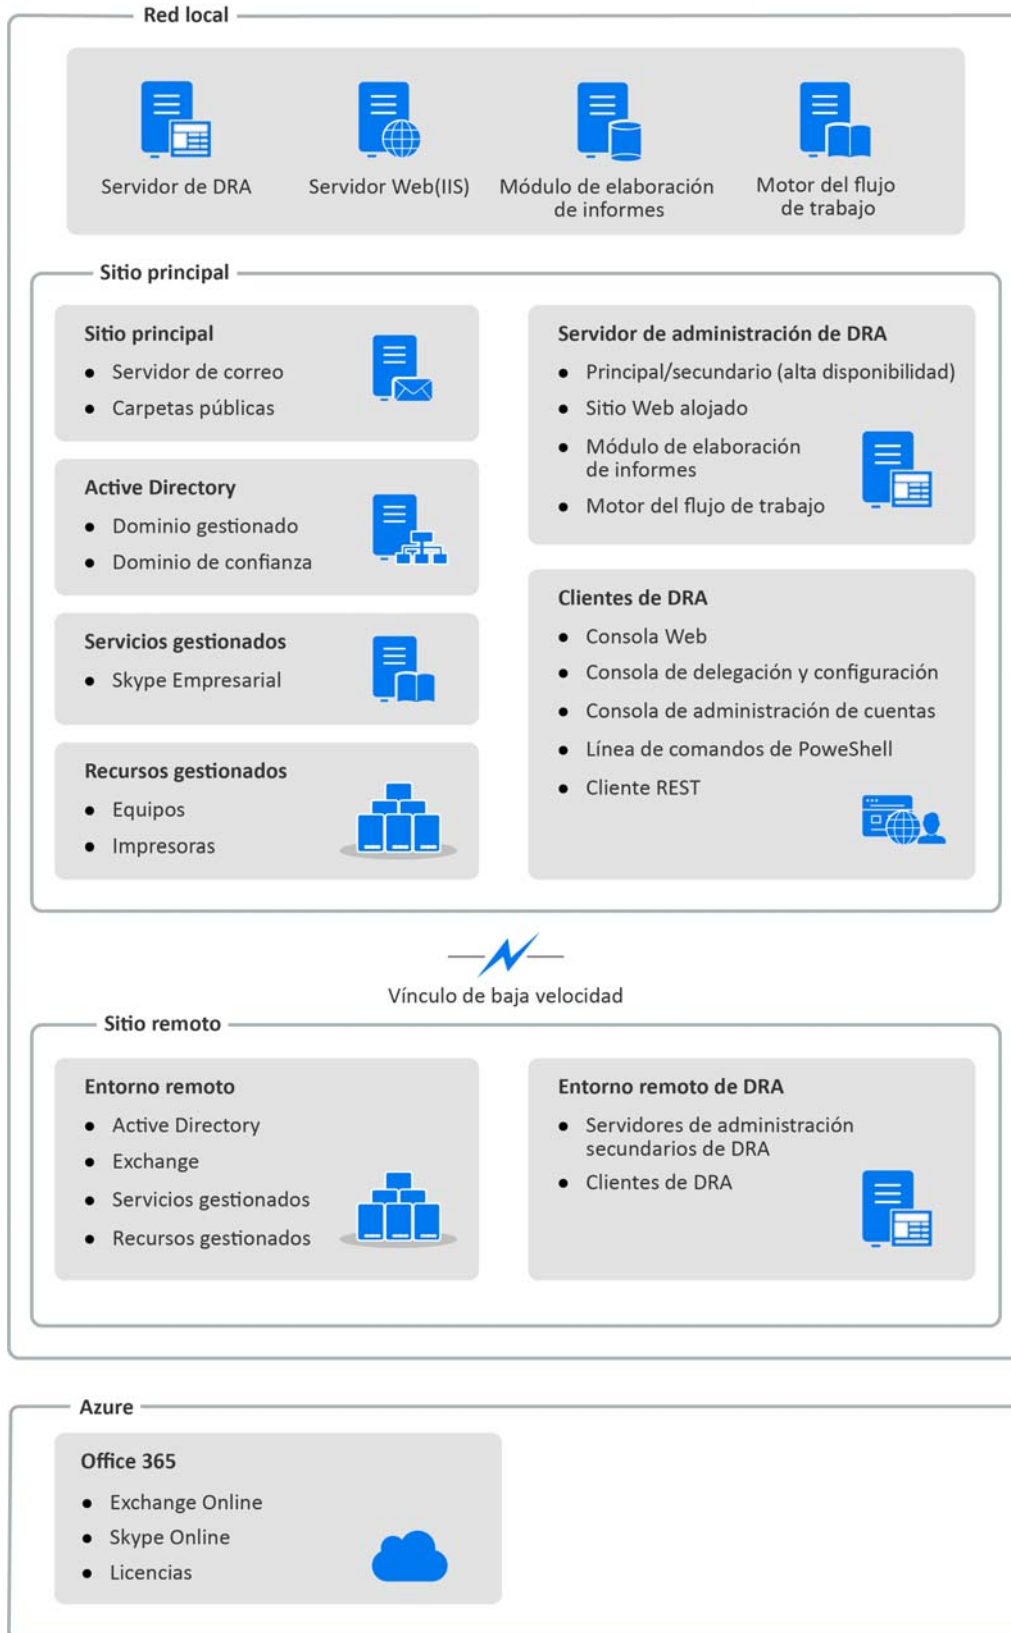 Red local
Servidor de DRA
Servidor Web(IIS)
Módulo de elaboración
de informes
Motor del flujo
de trabajo
Sitio principal
Sitio principal
Servidor de correo
Carpetas públicas
Active Directory
Dominio gestionado
Dominio de confianza
Servicios gestionados
Skype Empresarial
Recursos gestionados
Equipos
Impresoras
Servidor de administración de DRA
Principal/secundario (alta disponibilidad)
Sitio Web alojado
Módulo de elaboración
de informes
Motor del flujo de trabajo
Clientes de DRA
Consola Web
Consola de delegación y configuración
Consola de administración de cuentas
Línea de comandos de PoweShell
Cliente REST
Vínculo de baja velocidad
Sitio remoto
Entorno remoto
Active Directory
Exchange
Servicios gestionados
Recursos gestionados
Entorno remoto de DRA
Servidores de administración
secundarios de DRA
Clientes de DRA
Azure
Office 365
Exchange Online
Skype Online
Licencias